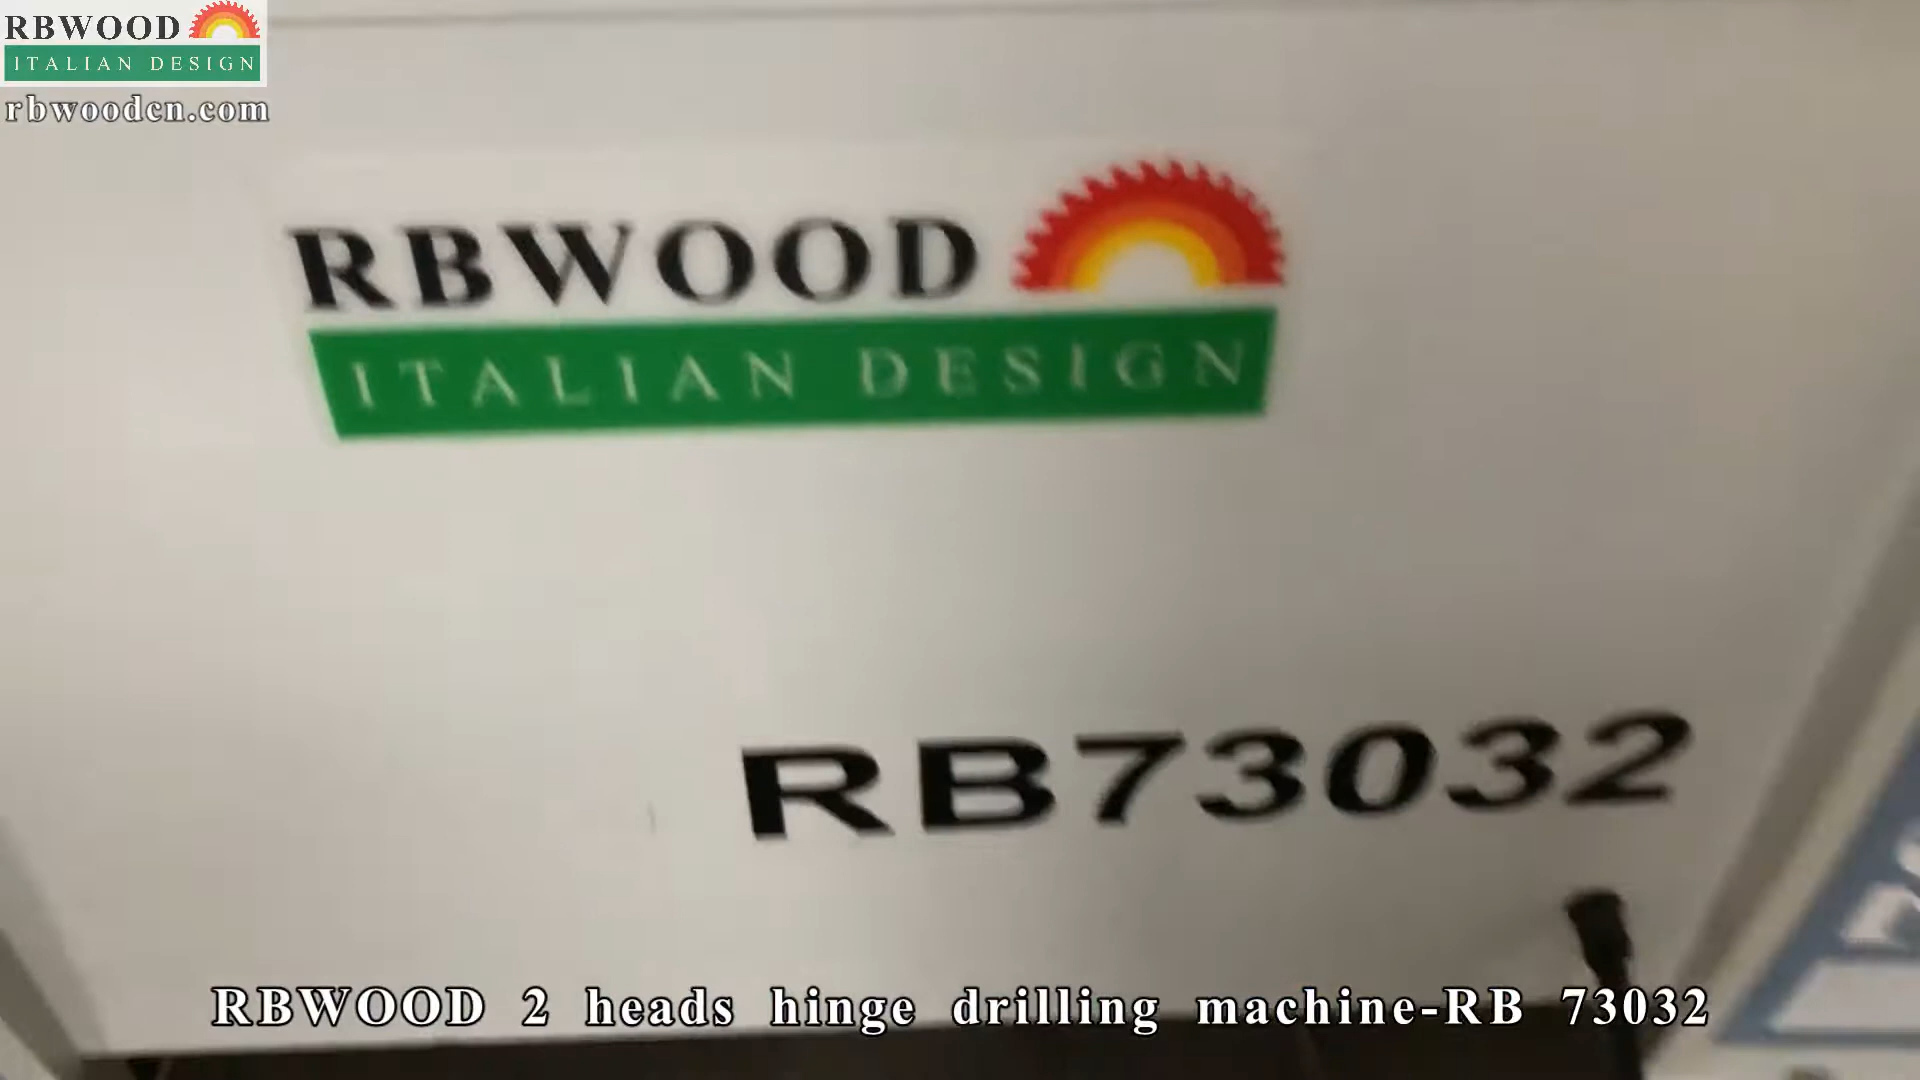 RBWOOD
ITALIAN DESIGN
rbwoodcn.com
RBWOOD
ITALIAN DESIGN
RB73032
RBWOOD 2 heads hinge drilling machine-RB 73032